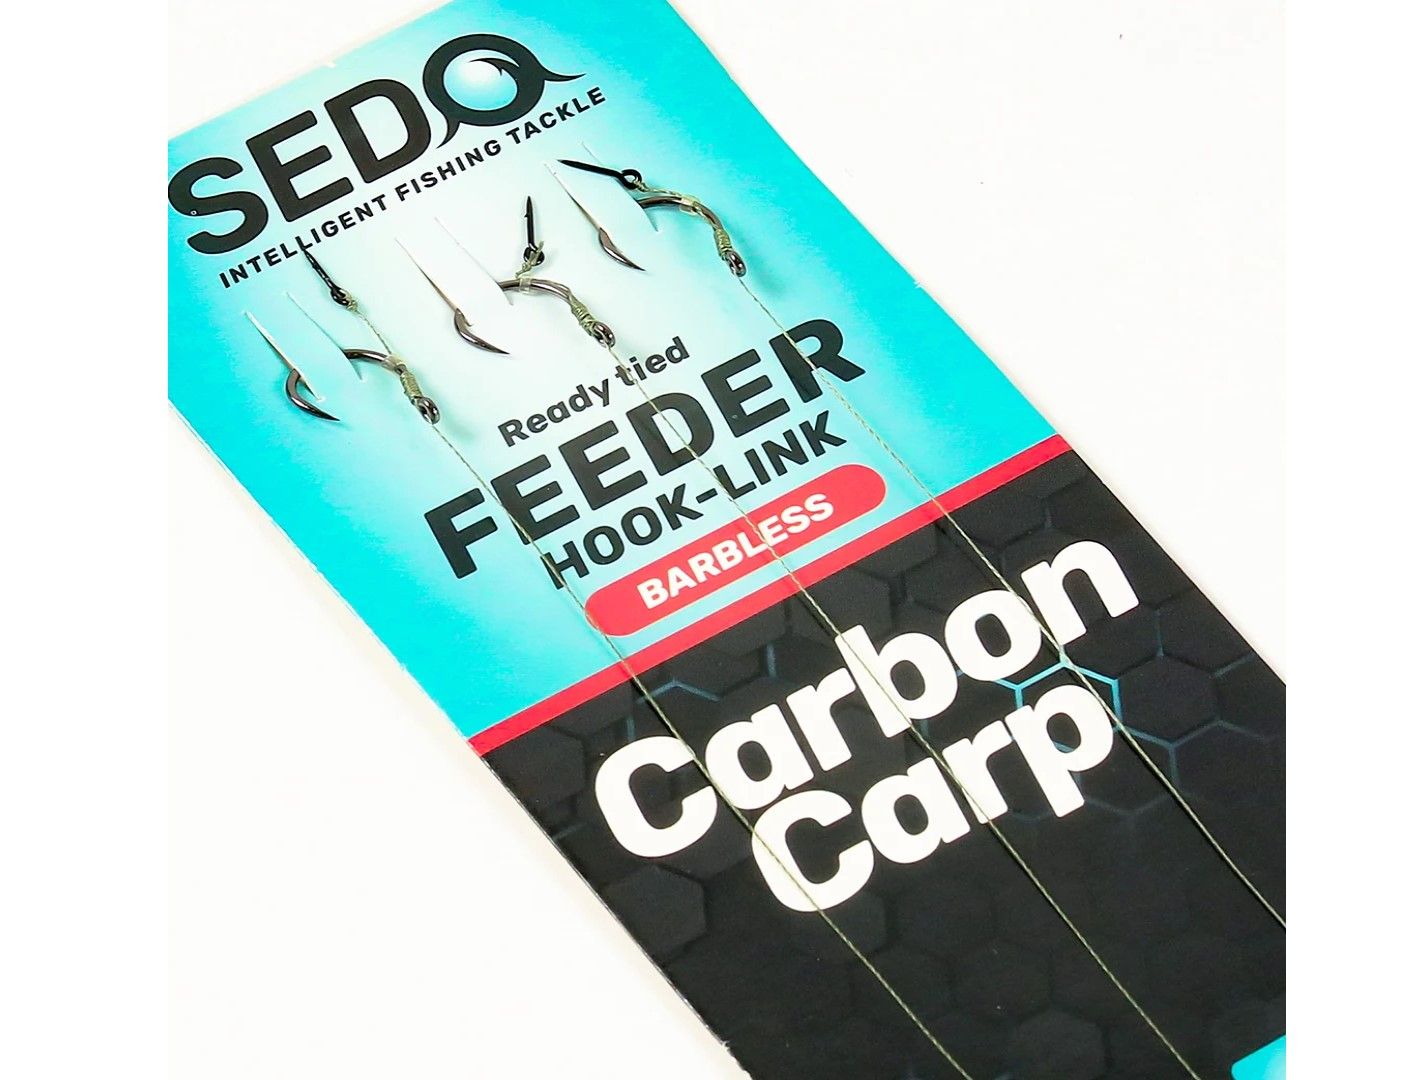 SEDO
INTELLIGENT FISHING TACKLE
Ready tied
FEEDER
HOOK-LINK
BARBLESS
Carbon
Carp